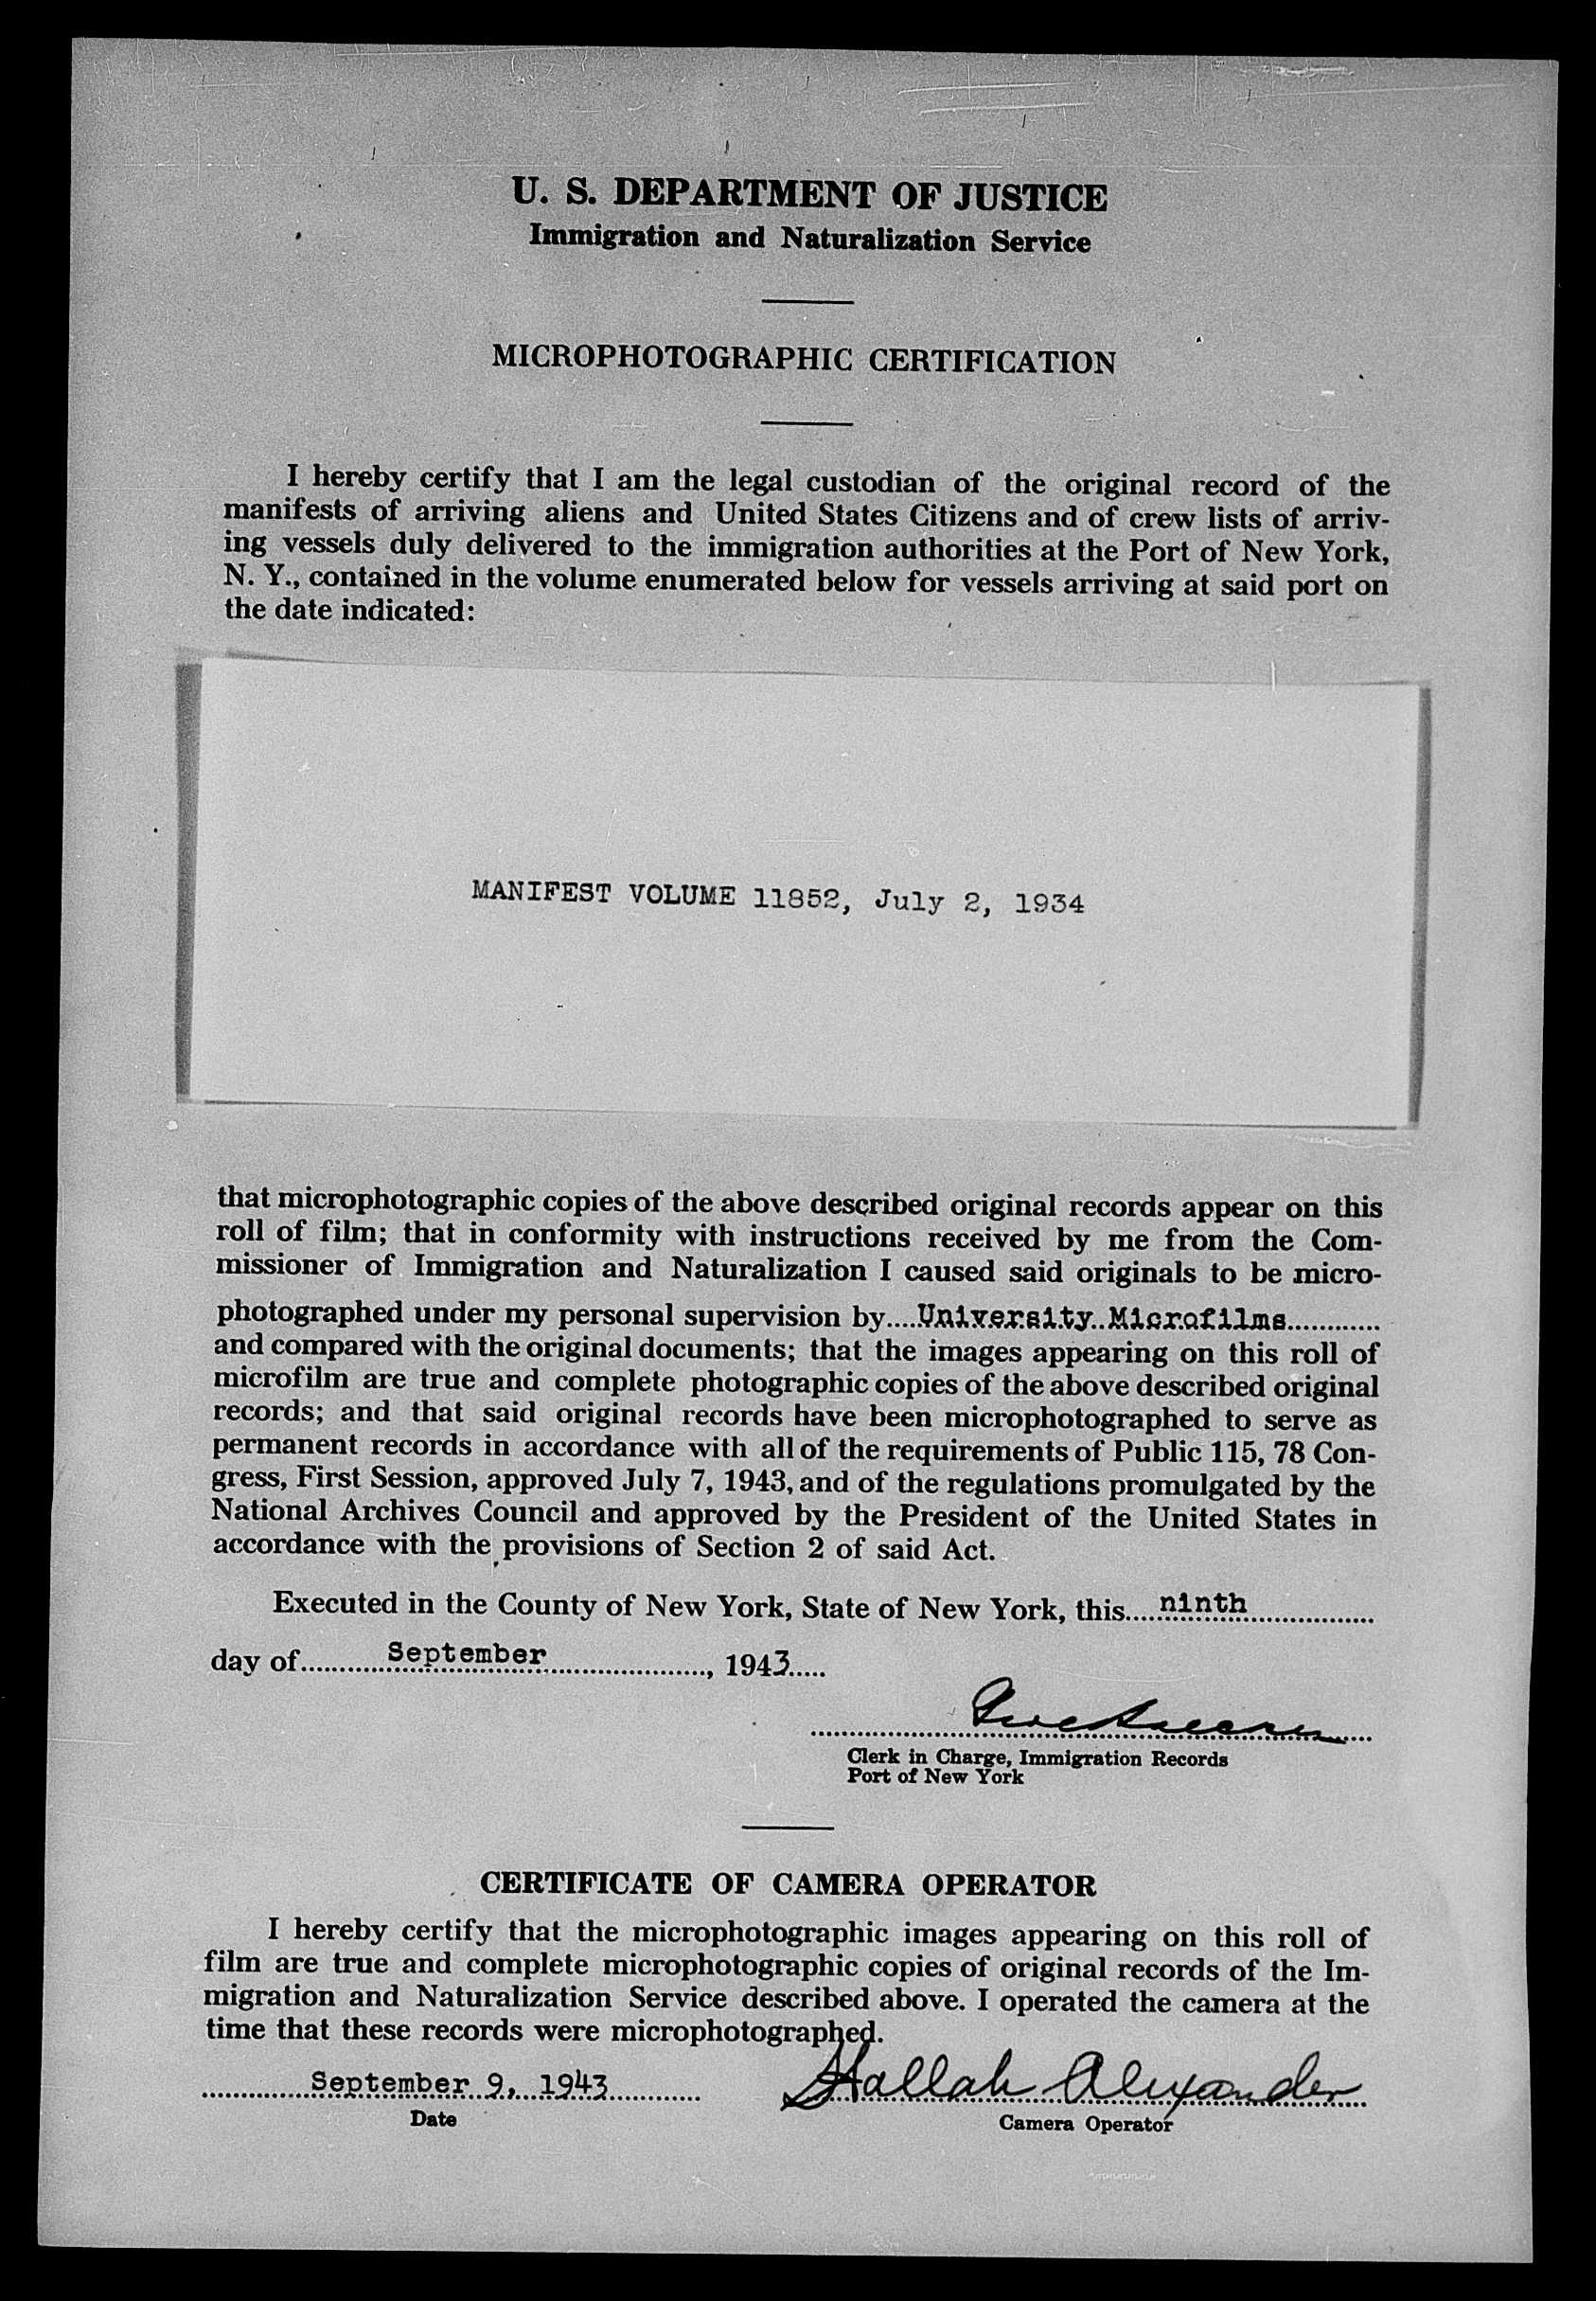 U. S. DEPARTMENT OF JUSTICE
Immigration and Naturalization Service
MICROPHOTOGRAPHIC CERTIFICATION
I hereby certify that I am the legal custodian of the original record of the
manifests of arriving aliens and United States Citizens and of crew lists of arriv-
ing vessels duly delivered to the immigration authorities at the Port of New York,
N. Y., contained in the volume enumerated below for vessels arriving at said port on
the date indicated:
MANIFEST VOLUME 11852, July 2, 1934
that microphotographic copies of the above described original records appear on this
roll of film; that in conformity with instructions received by me from the Com-
missioner of Immigration and Naturalization I caused said originals to be micro-
photographed under my personal supervision by....University Microfilms............
and compared with the original documents; that the images appearing on this roll of
microfilm are true and complete photographic copies of the above described original
records; and that said original records have been microphotographed to serve as
permanent records in accordance with all of the requirements of Public 115, 78 Con-
gress, First Session, approved July 7, 1943, and of the regulations promulgated by the
National Archives Council and approved by the President of the United States in
accordance with the provisions of Section 2 of said Act.
Executed in the County of New York, State of New York, this.....ninth.................
day of............September....................., 1943.....
Clerk in Charge, Immigration Records
Port of New York
CERTIFICATE OF CAMERA OPERATOR
I hereby certify that the microphotographic images appearing on this roll of
film are true and complete microphotographic copies of original records of the Im-
migration and Naturalization Service described above. I operated the camera at the
time that these records were microphotographed.
..............September 9, 1943............ Hallah Alexander
Date Camera Operator